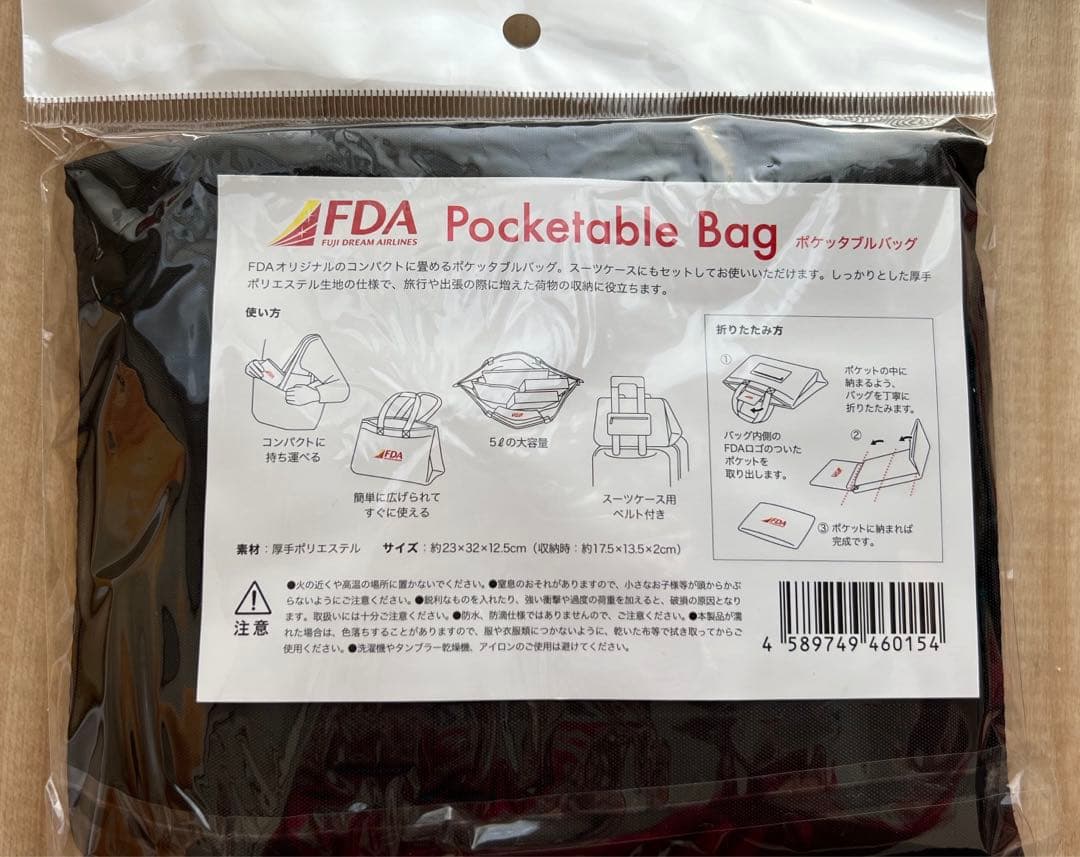 FDA
FUJI DREAM AIRLINES
Pocketable Bag ポケッタブルバッグ
FDAオリジナルのコンパクトに畳めるポケッタブルバッグ。スーツケースにもセットしてお使いいただけます。しっかりとした厚手
ポリエステル生地の仕様で、旅行や出張の際に増えた荷物の収納に役立ちます。
使い方
コンパクトに
持ち運べる
FDA
簡単に広げられて
すぐに使える
5ℓの大容量
スーツケース用
ベルト付き
折りたたみ方
①
バッグ内側の
FDAロゴのついた
ポケットを
取り出します。
ポケットの中に
納まるよう、
バッグを丁寧に
折りたたみます。
②
FDA
③ ポケットに納まれば
完成です。
素材：厚手ポリエステル サイズ：約23×32×12.5cm（収納時：約17.5×13.5×2cm）
注意
●火の近くや高温の場所に置かないでください。●窒息のおそれがありますので、小さなお子様等が頭からかぶ
らないようにご注意ください。●鋭利なものを入れたり、強い衝撃や過度の荷重を加えると、破損の原因となり
ます。取扱いには十分ご注意ください。●防水、防滴仕様ではありませんので、ご注意ください。●本製品が濡
れた場合は、色落ちすることがありますので、服や衣服類につかないように、乾いた布等で拭き取ってからご
使用ください。●洗濯機やタンブラー乾燥機、アイロンのご使用は避けてください。
4 589749 460154